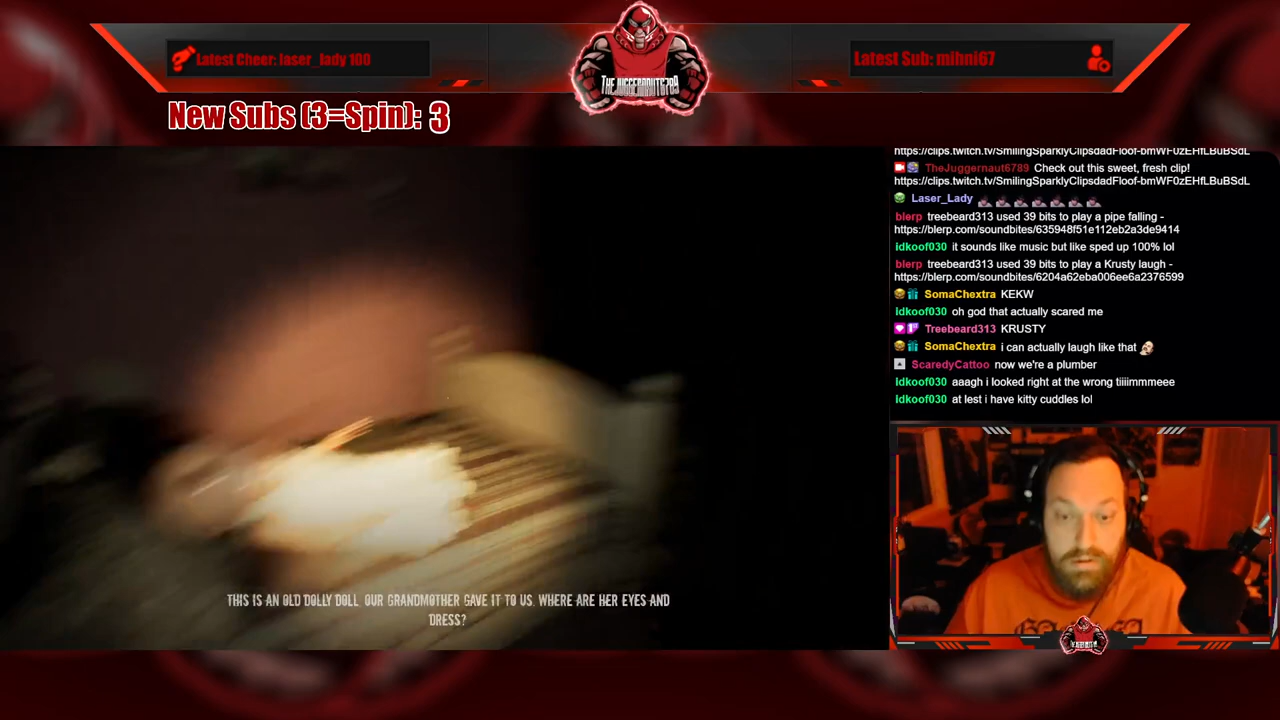 Latest Cheer: laser_lady 100
THEJUGGERNAUT6789
Latest Sub: mihni67
New Subs (3=Spin): 3
https://clips.twitch.tv/SmilingSparklyClipsdadFloof-bmWF0zEHfLBuBSdL
TheJuggernaut6789 Check out this sweet, fresh clip!
https://clips.twitch.tv/SmilingSparklyClipsdadFloof-bmWF0zEHfLBuBSdL
Laser_Lady
blerp treebeard313 used 39 bits to play a pipe falling -
https://blerp.com/soundbites/635948f51e112eb2a3de9414
idkoof030 it sounds like music but like sped up 100% lol
blerp treebeard313 used 39 bits to play a Krusty laugh -
https://blerp.com/soundbites/6204a62eba006ee6a2376599
SomaChextra KEKW
idkoof030 oh god that actually scared me
Treebeard313 KRUSTY
SomaChextra i can actually laugh like that
ScaredyCattoo now we're a plumber
idkoof030 aaagh i looked right at the wrong tiiiimmmeee
idkoof030 at lest i have kitty cuddles lol
THIS IS AN OLD DOLLY DOLL. OUR GRANDMOTHER GAVE IT TO US. WHERE ARE HER EYES AND
DRESS?